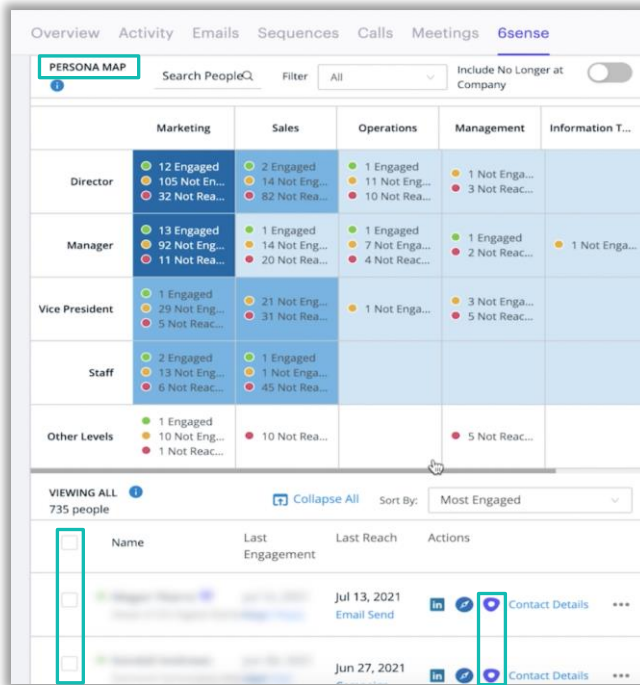 Overview Activity Emails Sequences Calls Meetings 6sense
PERSONA MAP
Search People
Filter
All
Include No Longer at
Company
Marketing Sales Operations Management Information T...
Director
12 Engaged
105 Not En...
32 Not Rea...
2 Engaged
14 Not Eng...
82 Not Rea...
1 Engaged
11 Not Eng...
10 Not Rea...
1 Not Enga...
3 Not Reac...
Manager
13 Engaged
92 Not Eng...
11 Not Rea...
1 Engaged
14 Not Eng...
20 Not Rea...
1 Engaged
7 Not Enga...
4 Not Reac...
1 Engaged
2 Not Reac...
1 Not Enga...
Vice President
1 Engaged
29 Not Eng...
5 Not Reac...
21 Not Eng...
31 Not Rea...
1 Not Enga...
3 Not Enga...
5 Not Reac...
Staff
2 Engaged
13 Not Eng...
6 Not Reac...
1 Engaged
1 Not Enga...
45 Not Rea...
Other Levels
1 Engaged
10 Not Eng...
1 Not Reac...
10 Not Rea...
5 Not Reac...
VIEWING ALL
735 people
Collapse All
Sort By:
Most Engaged
Name
Last
Engagement
Last Reach
Actions
Jul 13, 2021
Email Send
in
Contact Details
Jun 27, 2021
in
Contact Details